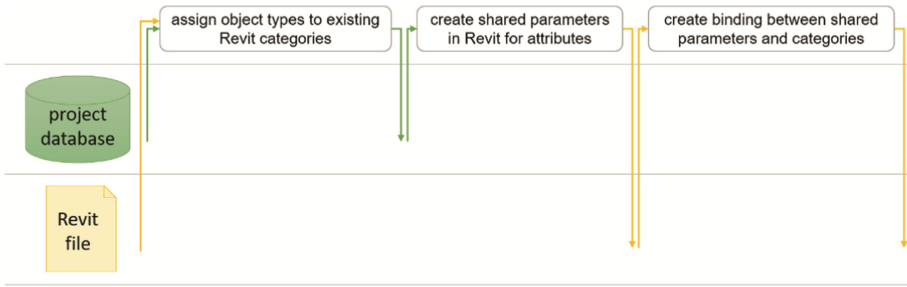 assign object types to existing
Revit categories
create shared parameters
in Revit for attributes
create binding between shared
parameters and categories
project
database
Revit
file